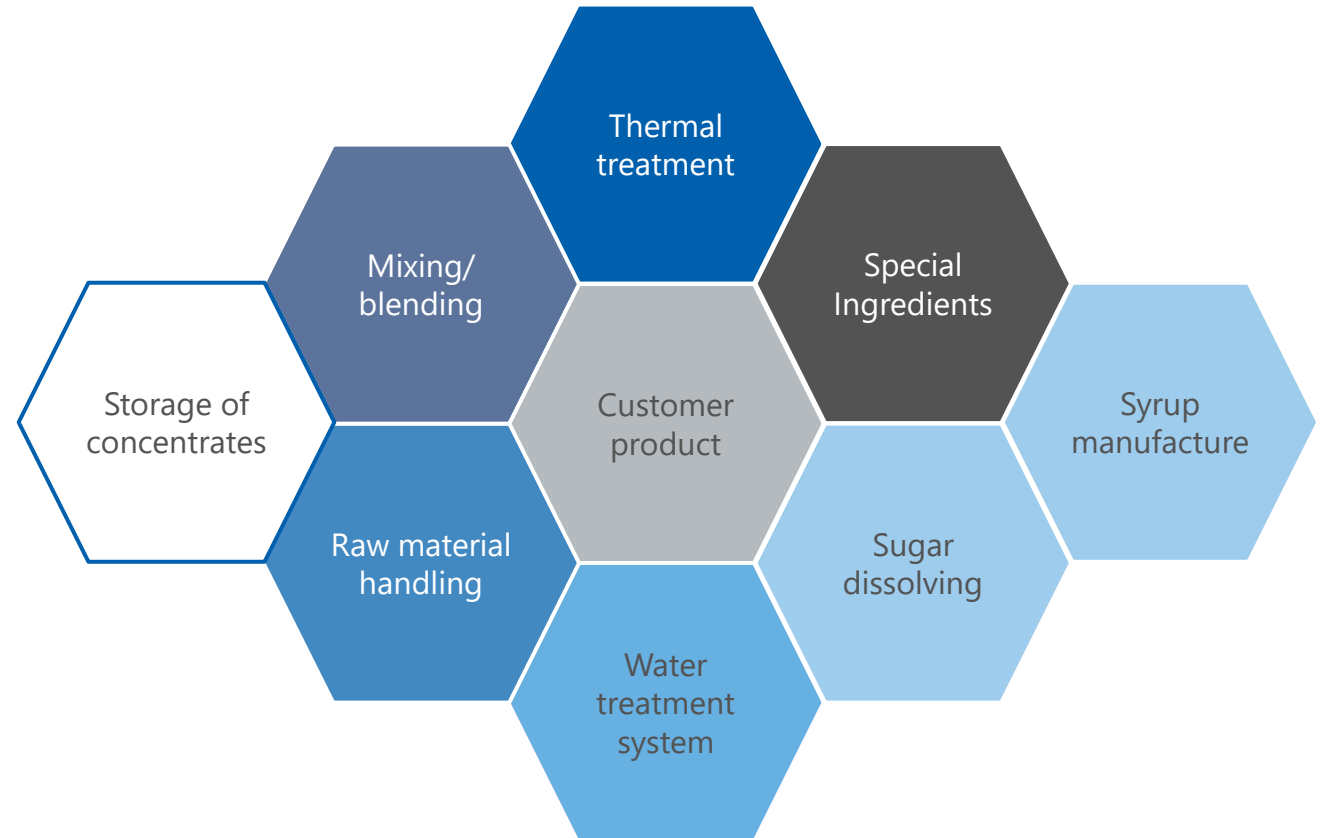 Thermal
treatment
Mixing/
blending
Special
Ingredients
Storage of
concentrates
Customer
product
Syrup
manufacture
Raw material
handling
Sugar
dissolving
Water
treatment
system